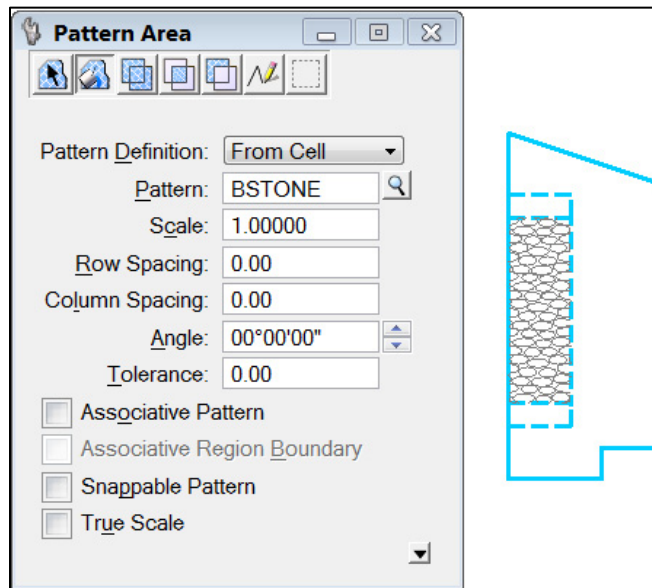 Pattern Area
Pattern Definition: From Cell
Pattern: BSTONE
Scale: 1.00000
Row Spacing: 0.00
Column Spacing: 0.00
Angle: 00°00'00"
Tolerance: 0.00
Associative Pattern
Associative Region Boundary
Snappable Pattern
True Scale